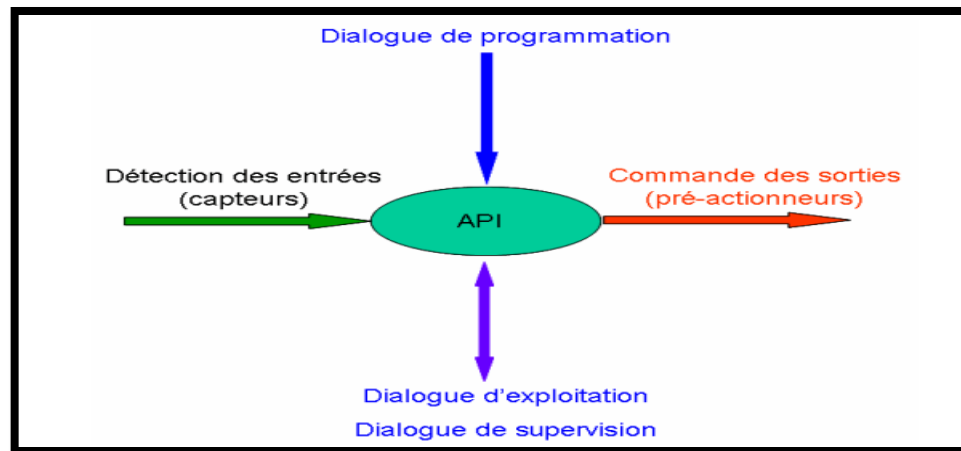 Dialogue de programmation
Détection des entrées
(capteurs)
Commande des sorties
(pré-actionneurs)
API
Dialogue d'exploitation
Dialogue de supervision